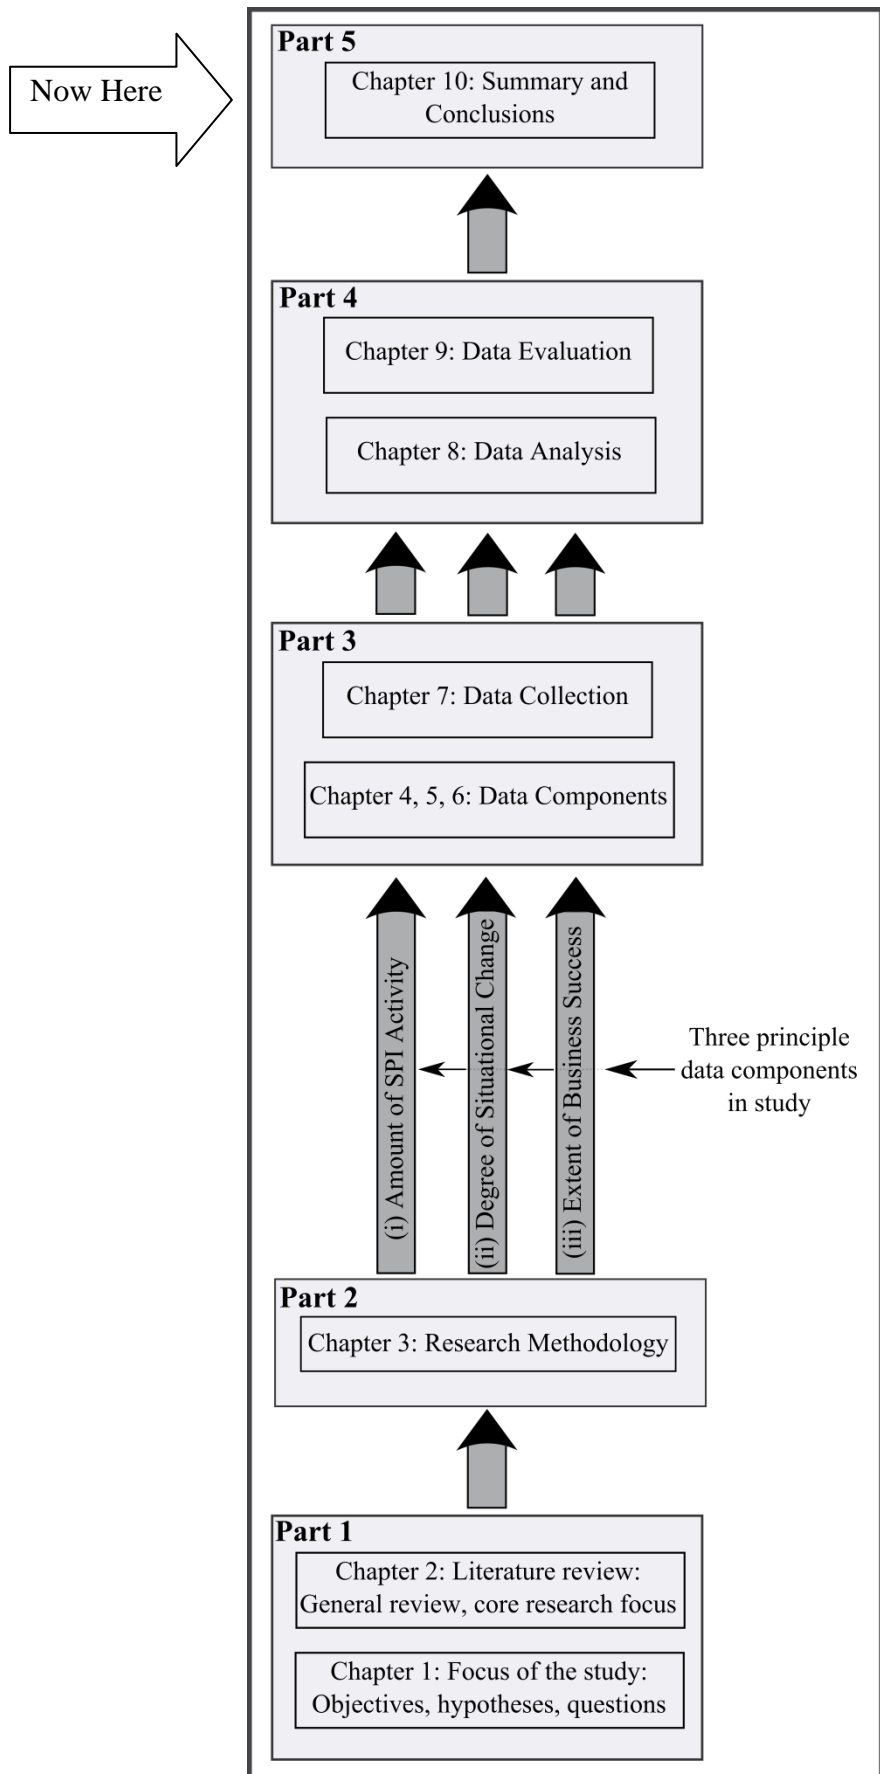 Now Here
Part 5
Chapter 10: Summary and
Conclusions
Part 4
Chapter 9: Data Evaluation
Chapter 8: Data Analysis
Part 3
Chapter 7: Data Collection
Chapter 4, 5, 6: Data Components
(i) Amount of SPI Activity
(ii) Degree of Situational Change
(iii) Extent of Business Success
Three principle
data components
in study
Part 2
Chapter 3: Research Methodology
Part 1
Chapter 2: Literature review:
General review, core research focus
Chapter 1: Focus of the study:
Objectives, hypotheses, questions